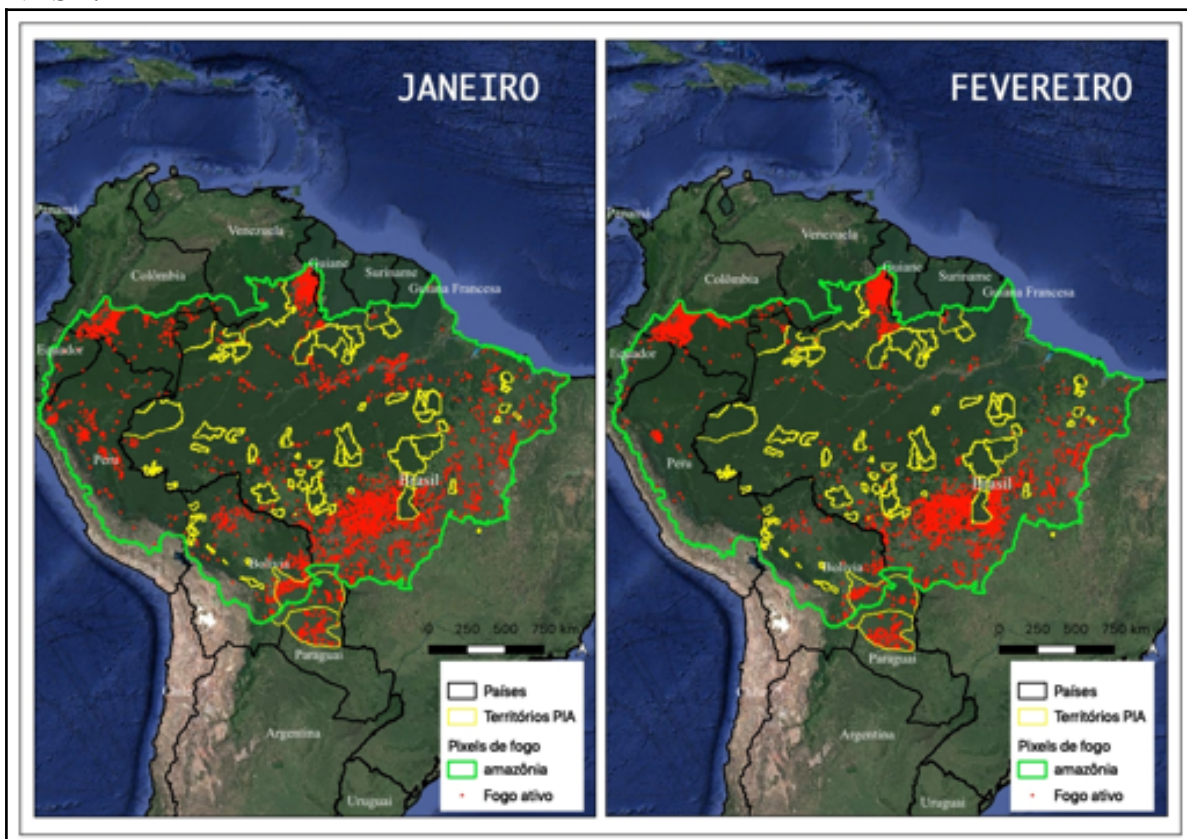 JANEIRO
Panamá
Venezuela
Colômbia
Guiane
Suriname
Guiana Francesa
Equador
Peru
Brasil
Bolívia
0 250 500 750 km
Paraguai
Argentina
Uruguai
Países
Territórios PIA
Pixels de fogo
amazônia
Fogo ativo
FEVEREIRO
Panamá
Venezuela
Colômbia
Guiane
Suriname
Guiana Francesa
Equador
Peru
Brasil
Bolívia
0 250 500 750 km
Paraguai
Argentina
Uruguai
Países
Territórios PIA
Pixels de fogo
amazônia
Fogo ativo